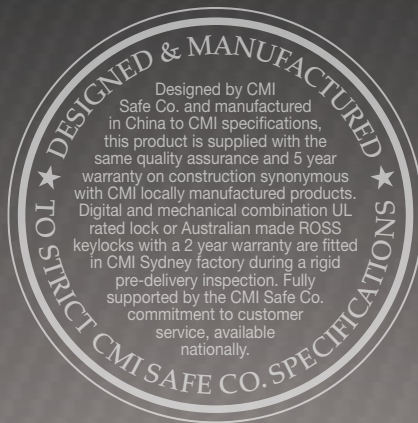 ★ DESIGNED & MANUFACTURED ★
TO STRICT CMI SAFE CO. SPECIFICATIONS
Designed by CMI
Safe Co. and manufactured
in China to CMI specifications,
this product is supplied with the
same quality assurance and 5 year
warranty on construction synonymous
with CMI locally manufactured products.
Digital and mechanical combination UL
rated lock or Australian made ROSS
keylocks with a 2 year warranty are fitted
in CMI Sydney factory during a rigid
pre-delivery inspection. Fully
supported by the CMI Safe Co.
commitment to customer
service, available
nationally.